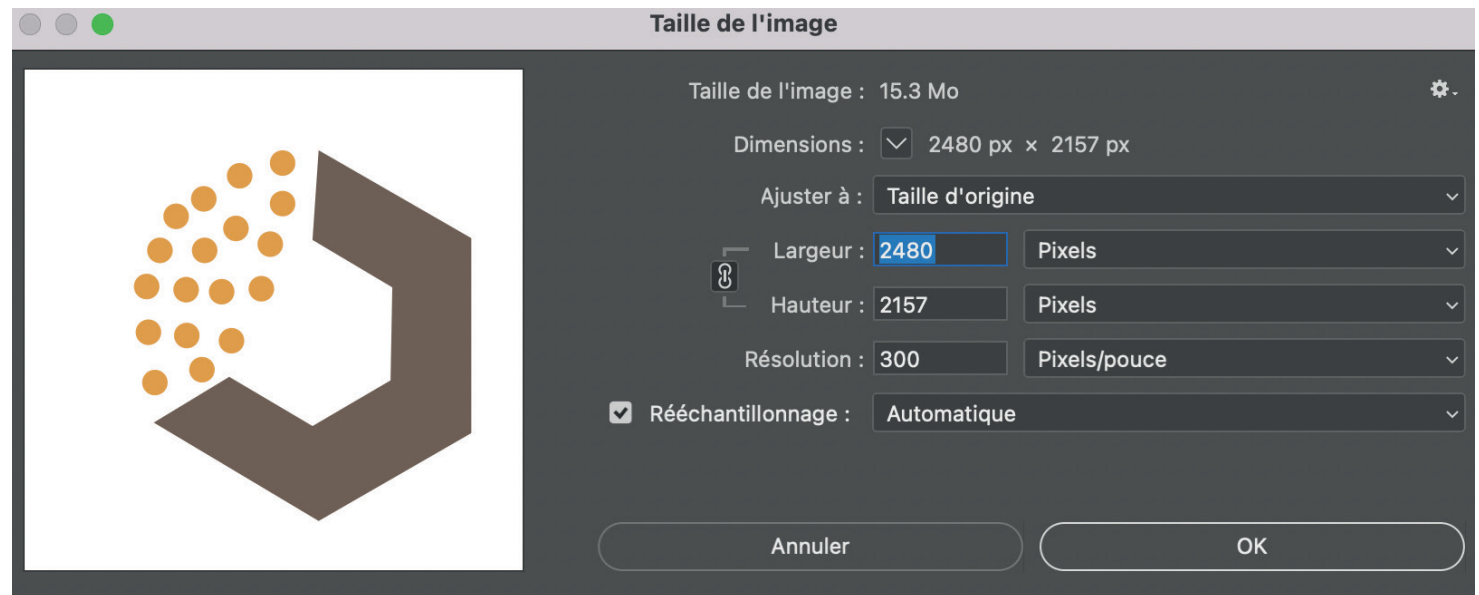 Taille de l'image
Taille de l'image : 15.3 Mo
Dimensions : 2480 px × 2157 px
Ajuster à : Taille d'origine
Largeur : 2480 Pixels
Hauteur : 2157 Pixels
Résolution : 300 Pixels/pouce
Rééchantillonnage : Automatique
Annuler OK